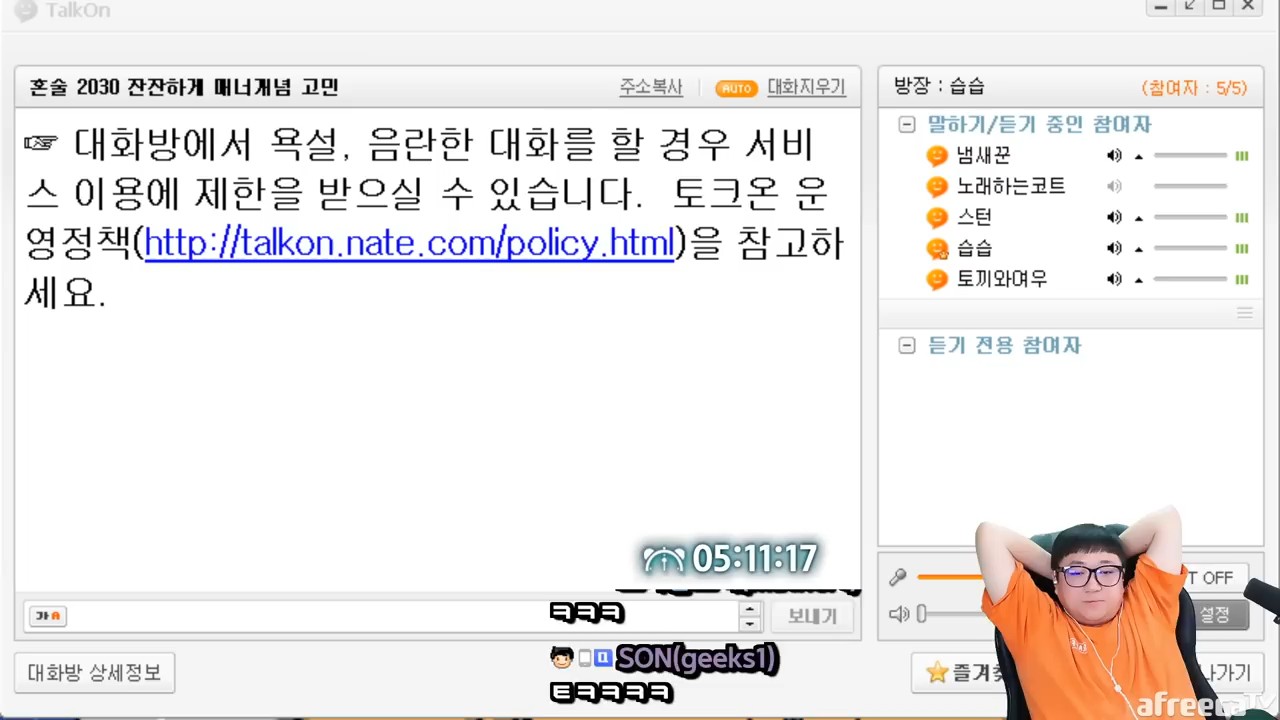 TalkOn
혼술 2030 잔잔하게 매너개념 고민
주소복사
AUTO 대화지우기
☞ 대화방에서 욕설, 음란한 대화를 할 경우 서비
스 이용에 제한을 받으실 수 있습니다. 토크온 운
영정책(http://talkon.nate.com/policy.html)을 참고하
세요.
방장 : 습습
(참여자 : 5/5)
말하기/듣기 중인 참여자
냄새꾼
노래하는코트
스턴
습습
토끼와여우
듣기 전용 참여자
05:11:17
ㅋㅋㅋ
SON(geeks1)
ㅌㅋㅋㅋㅋ
가A
보내기
대화방 상세정보
T OFF
설정
즐겨찾
나가기
afreecaTV